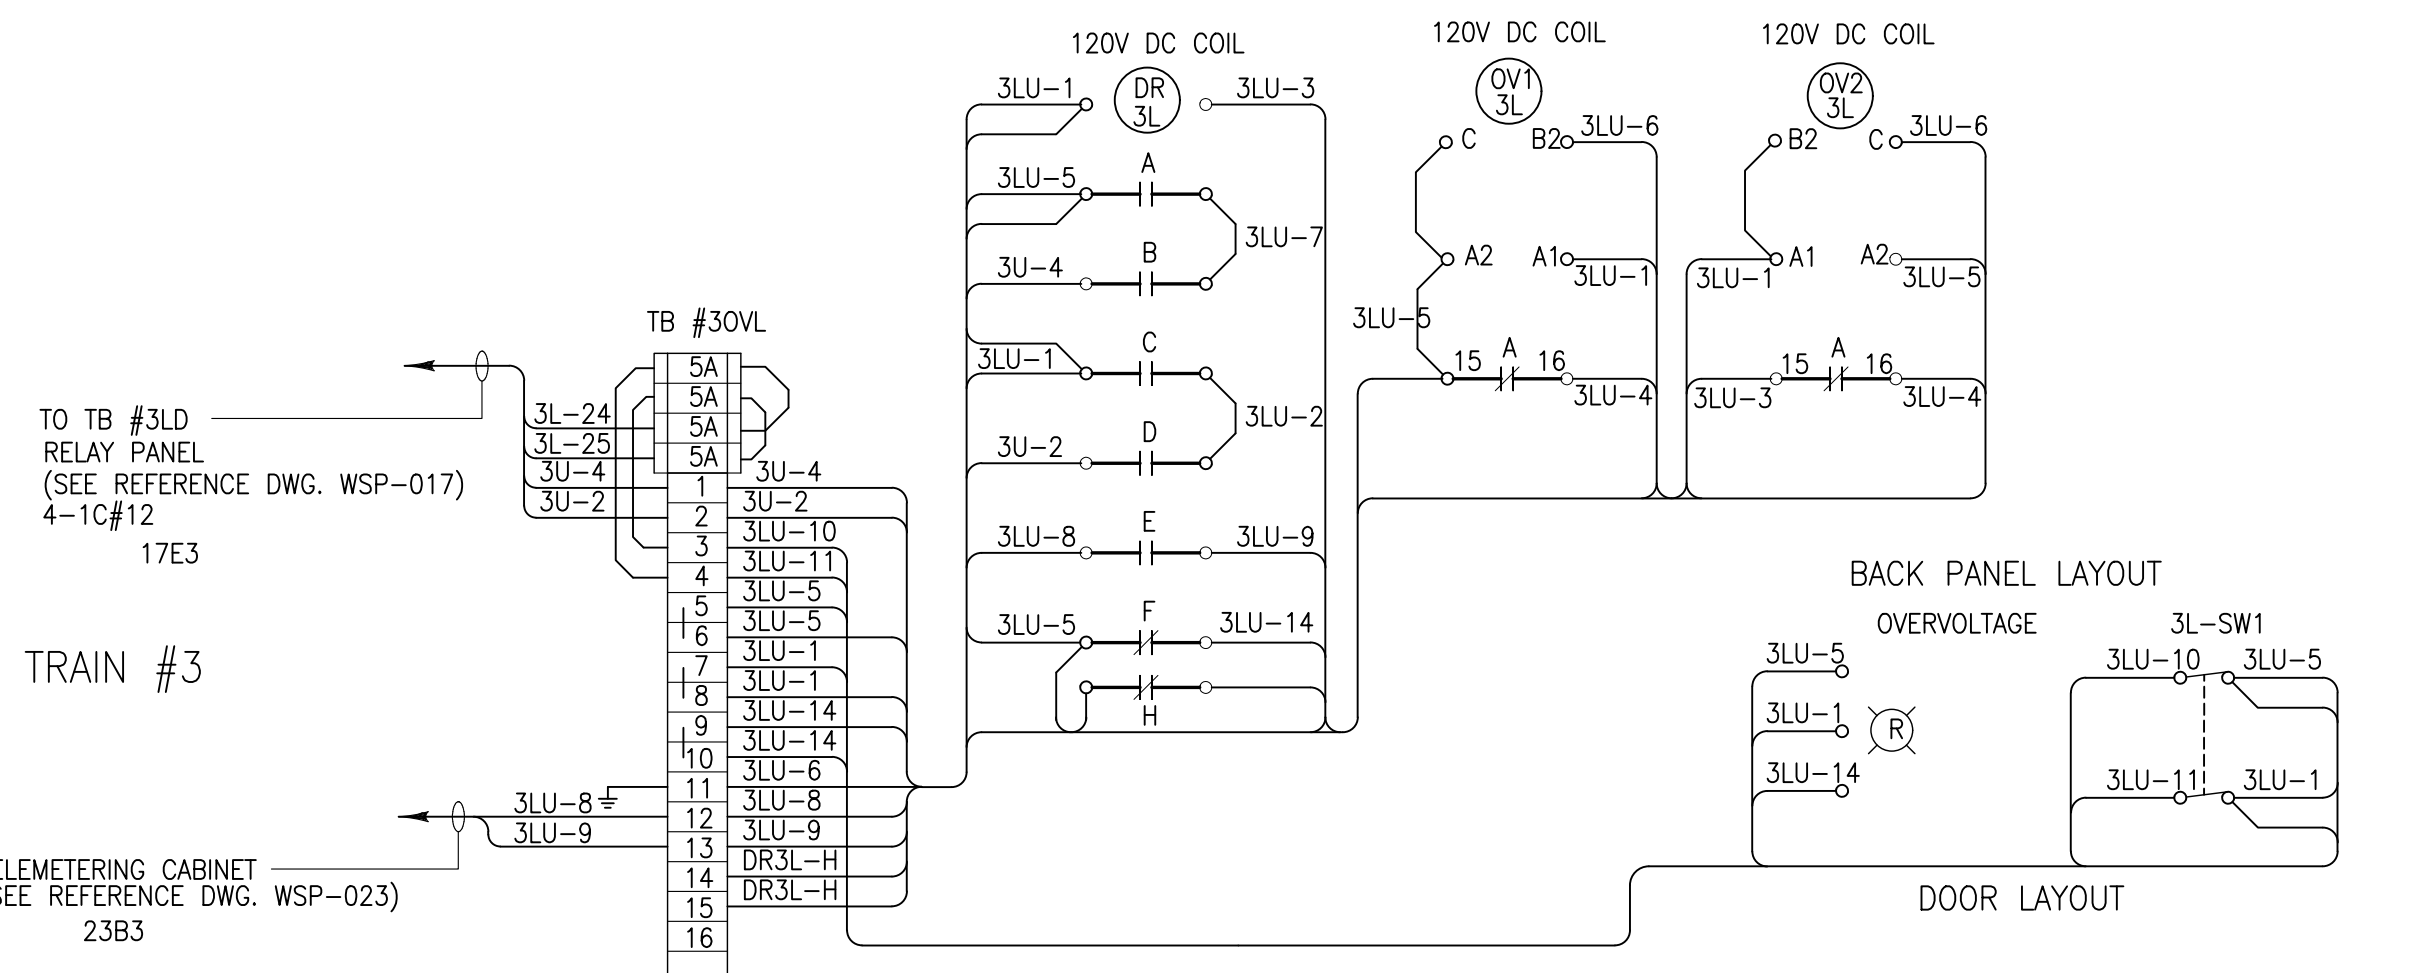 120V DC COIL
120V DC COIL
120V DC COIL
3LU-1
DR
3L
3LU-3
OV1
3L
OV2
3L
C
B2
3LU-6
B2
C
3LU-6
A
3LU-5
3LU-7
B
3U-4
A2
A1
3LU-1
3LU-1
A1
A2
3LU-5
TB #3OVL
3LU-5
C
3LU-1
15
A
16
3LU-4
15
A
16
3LU-3
3LU-4
3LU-2
D
3U-2
5A
5A
5A
5A
3L-24
3L-25
3U-4
3U-2
TO TB #3LD
RELAY PANEL
(SEE REFERENCE DWG. WSP-017)
4-1C#12
17E3
1
3U-4
2
3U-2
3
3LU-10
4
3LU-11
5
3LU-5
6
3LU-5
7
3LU-1
8
3LU-1
9
3LU-14
10
3LU-14
11
3LU-6
12
3LU-8
13
3LU-9
14
DR3L-H
15
DR3L-H
16
E
3LU-8
3LU-9
F
3LU-5
3LU-14
H
TRAIN #3
BACK PANEL LAYOUT
OVERVOLTAGE
3LU-5
3LU-1
R
3LU-14
3L-SW1
3LU-10
3LU-5
3LU-11
3LU-1
DOOR LAYOUT
3LU-8
3LU-9
ELEMETERING CABINET
SEE REFERENCE DWG. WSP-023)
23B3